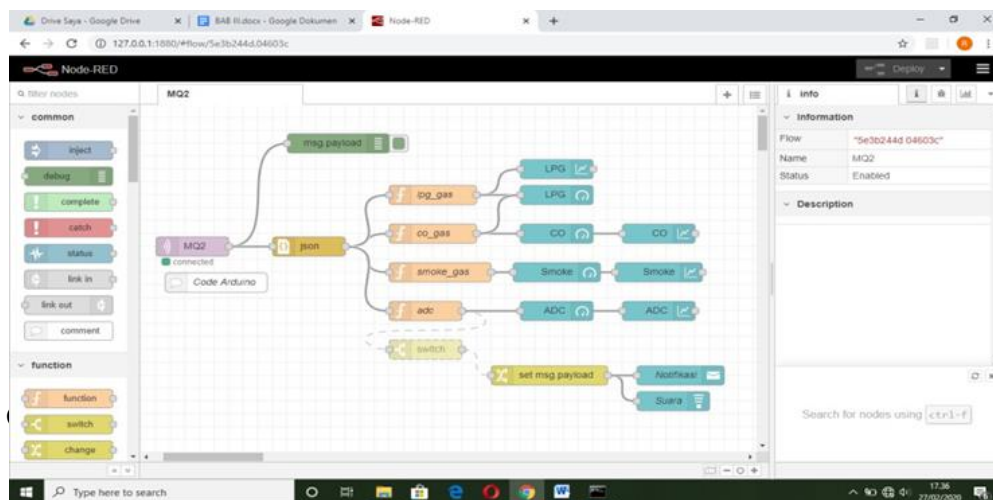 Drive Saya - Google Drive
BAB III.docx - Google Dokumen
Node-RED
127.0.0.1:1880/#flow/5e3b244d.04603c
R
Node-RED
Deploy
filter nodes
MQ2
info
common
inject
debug
complete
catch
status
link in
link out
comment
function
function
switch
change
msg.payload
LPG
lpg_gas
LPG
co_gas
CO
CO
MQ2
json
connected
smoke_gas
Smoke
Smoke
Code Arduino
adc
ADC
ADC
switch
set msg.payload
Notifikasi
Suara
Information
Flow
"5e3b244d.04603c"
Name
MQ2
Status
Enabled
Description
Search for nodes using ctrl-f
Type here to search
17.36
27/02/2020